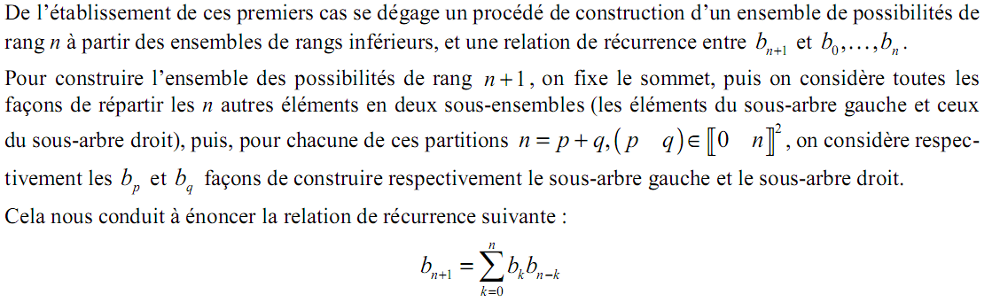 De l’établissement de ces premiers cas se dégage un procédé de construction d’un ensemble de possibilités de
rang n à partir des ensembles de rangs inférieurs, et une relation de récurrence entre b_{n+1} et b_0,…,b_n.
Pour construire l’ensemble des possibilités de rang n+1, on fixe le sommet, puis on considère toutes les
façons de répartir les n autres éléments en deux sous-ensembles (les éléments du sous-arbre gauche et ceux
du sous-arbre droit), puis, pour chacune de ces partitions n = p + q, (p q) ∈ ⟦0 n⟧², on considère respec-
tivement les b_p et b_q façons de construire respectivement le sous-arbre gauche et le sous-arbre droit.
Cela nous conduit à énoncer la relation de récurrence suivante :
b_{n+1} = ∑_{k=0}^{n} b_k b_{n−k}